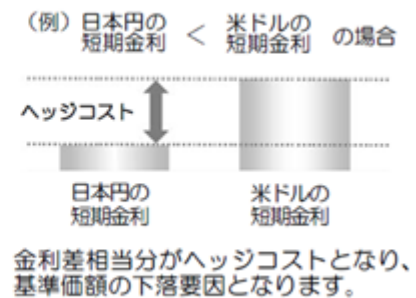 (例) 日本円の短期金利 < 米ドルの短期金利 の場合
ヘッジコスト
日本円の
短期金利
米ドルの
短期金利
金利差相当分がヘッジコストとなり、
基準価額の下落要因となります。